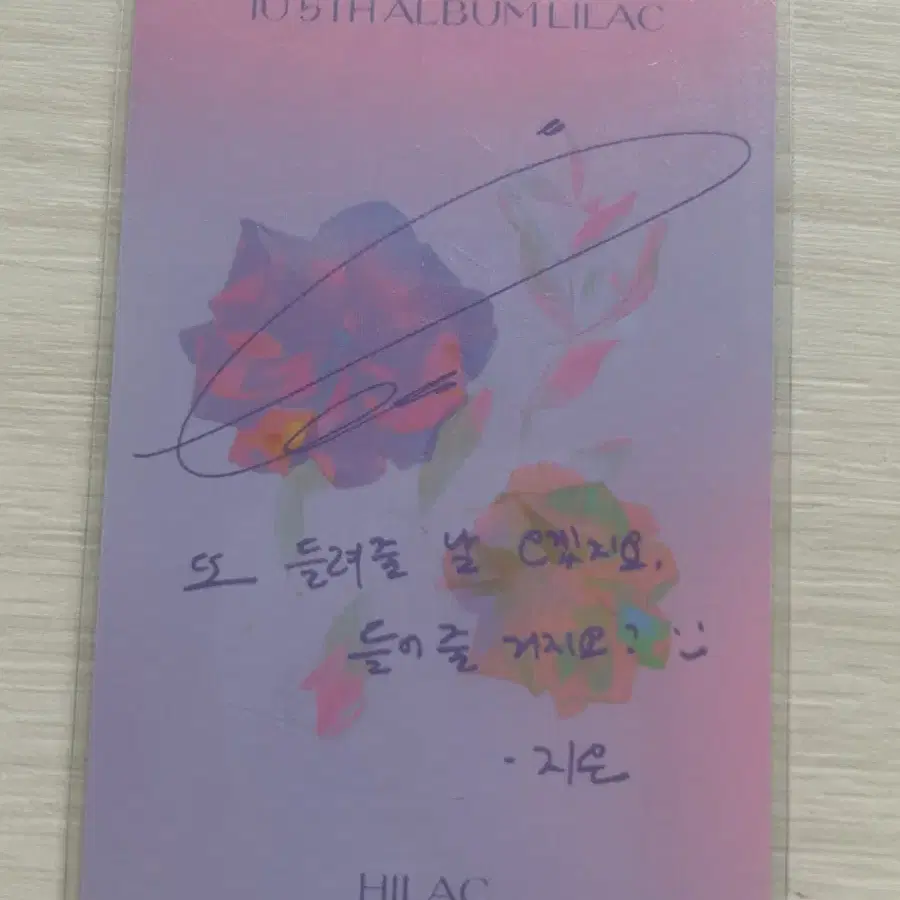 IU 5TH ALBUM LILAC
또 들려줄 날 오겠지요.
들어 줄 거지요? :)
- 지은
HILAC